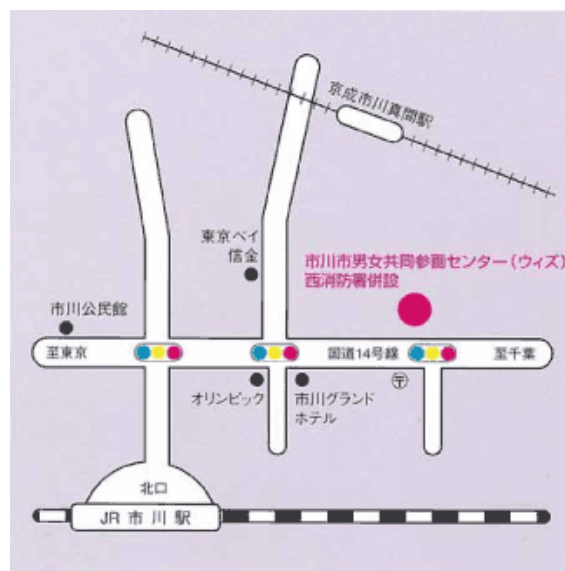 京成市川真間駅
東京ベイ
信金
市川市男女共同参画センター(ウィズ)
西消防署併設
市川公民館
至東京
国道14号線
至千葉
オリンピック
市川グランド
ホテル
〒
北口
JR市川駅